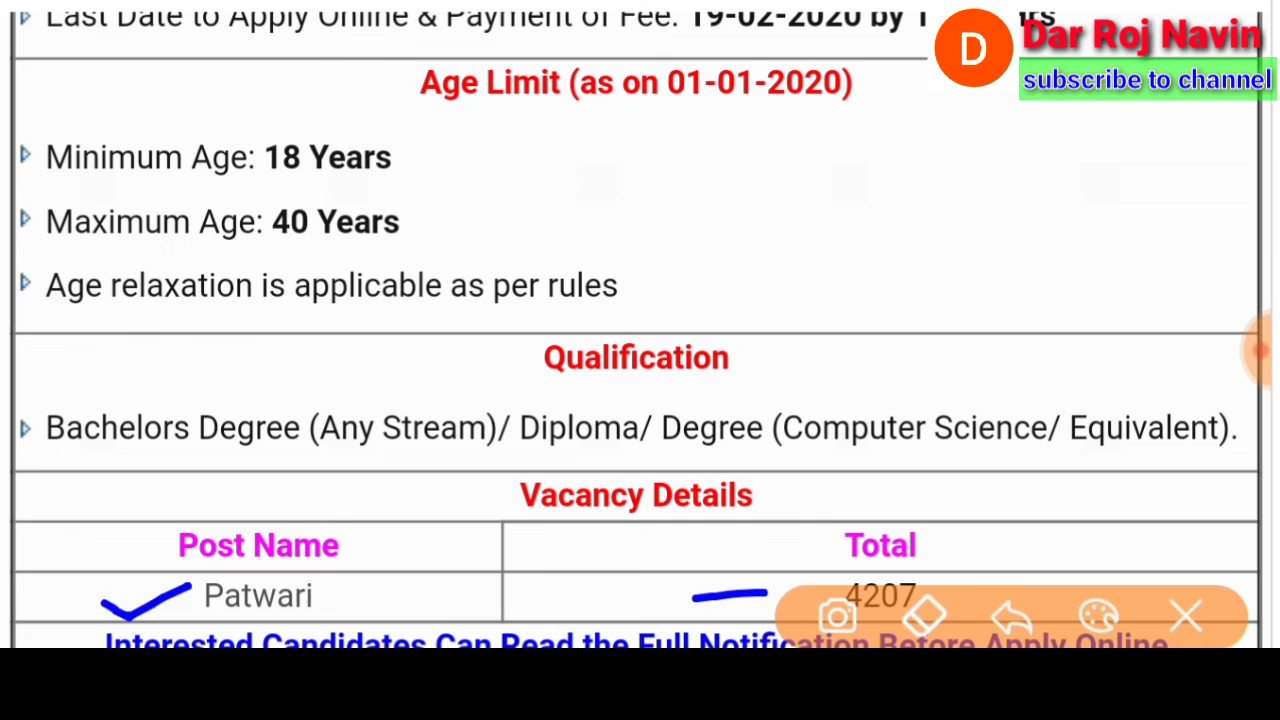 Last Date to Apply Online & Payment of Fee: 19-02-2020 by
D
Dar Roj Navin
subscribe to channel
Age Limit (as on 01-01-2020)
Minimum Age: 18 Years
Maximum Age: 40 Years
Age relaxation is applicable as per rules
Qualification
Bachelors Degree (Any Stream)/ Diploma/ Degree (Computer Science/ Equivalent).
Vacancy Details
Post Name Total
Patwari 4207
Interested Candidates Can Read the Full Notification Before Apply Online